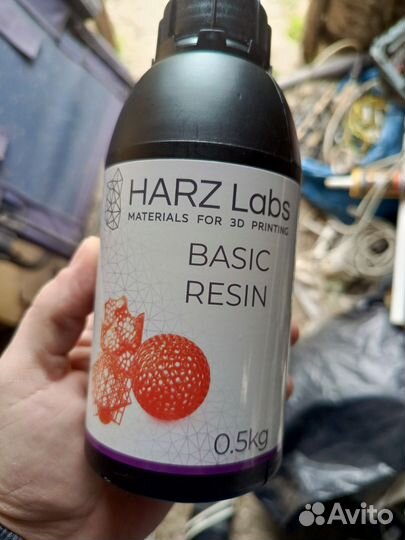 HARZ Labs
MATERIALS FOR 3D PRINTING
BASIC
RESIN
0.5kg
Avito